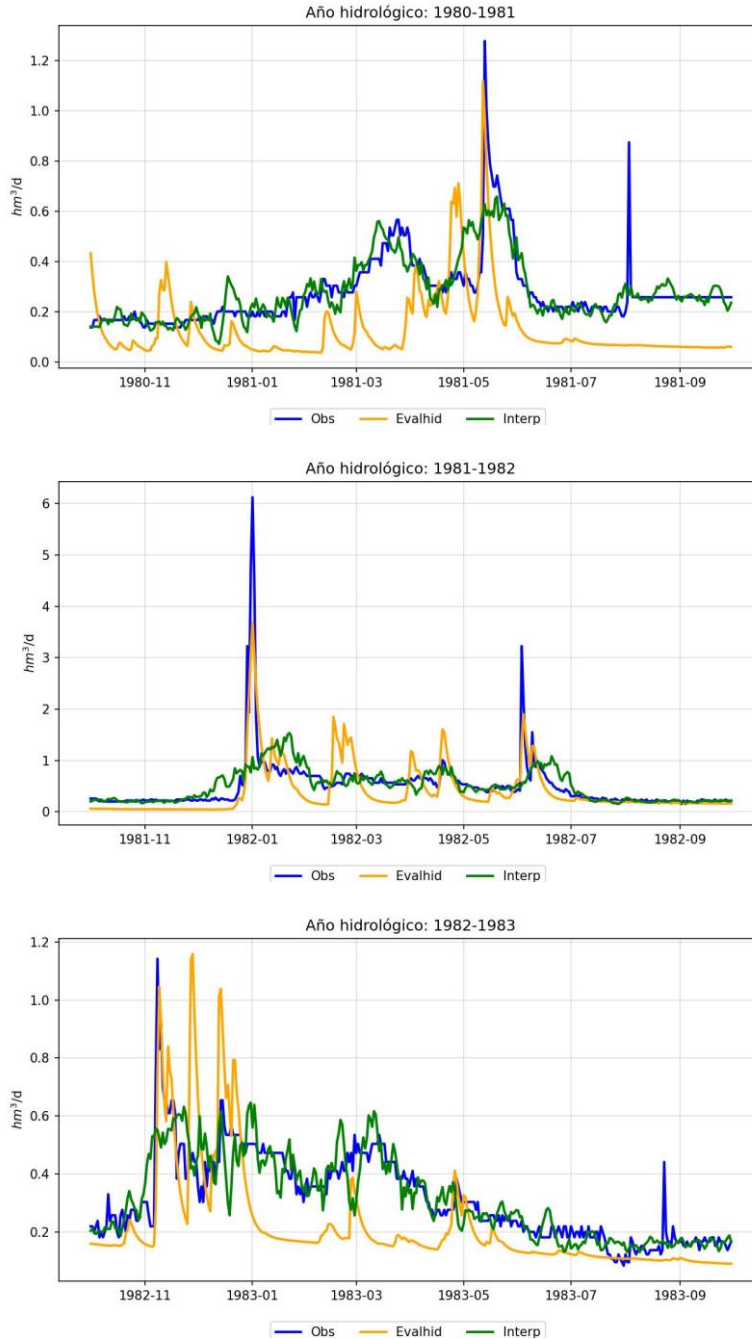 Año hidrológico: 1980-1981
1.2
1.0
0.8
0.6
0.4
0.2
0.0
hm³/d
1980-11 1981-01 1981-03 1981-05 1981-07 1981-09
Obs Evalhid Interp
Año hidrológico: 1981-1982
6
5
4
3
2
1
0
hm³/d
1981-11 1982-01 1982-03 1982-05 1982-07 1982-09
Obs Evalhid Interp
Año hidrológico: 1982-1983
1.2
1.0
0.8
0.6
0.4
0.2
hm³/d
1982-11 1983-01 1983-03 1983-05 1983-07 1983-09
Obs Evalhid Interp